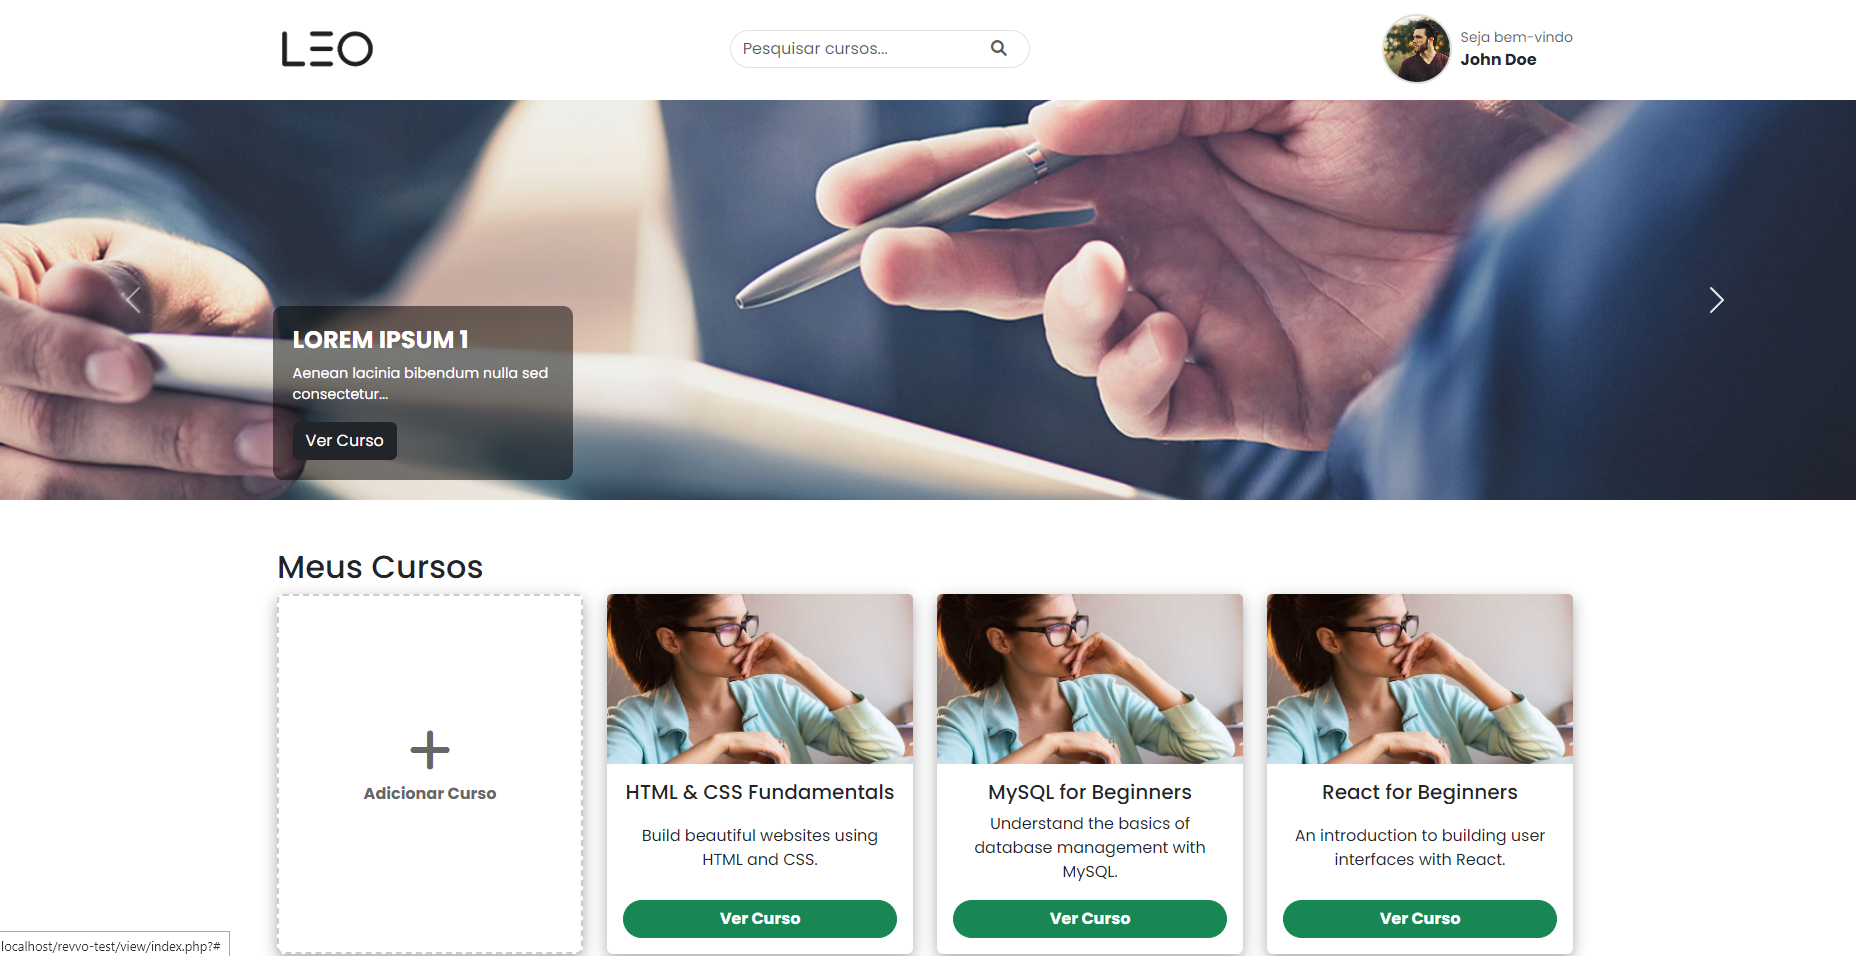 LEO
Pesquisar cursos...
Seja bem-vindo
John Doe
LOREM IPSUM 1
Aenean lacinia bibendum nulla sed
consectetur...
Ver Curso
Meus Cursos
Adicionar Curso
HTML & CSS Fundamentals
Build beautiful websites using
HTML and CSS.
Ver Curso
MySQL for Beginners
Understand the basics of
database management with
MySQL.
Ver Curso
React for Beginners
An introduction to building user
interfaces with React.
Ver Curso
localhost/revvo-test/view/index.php?#